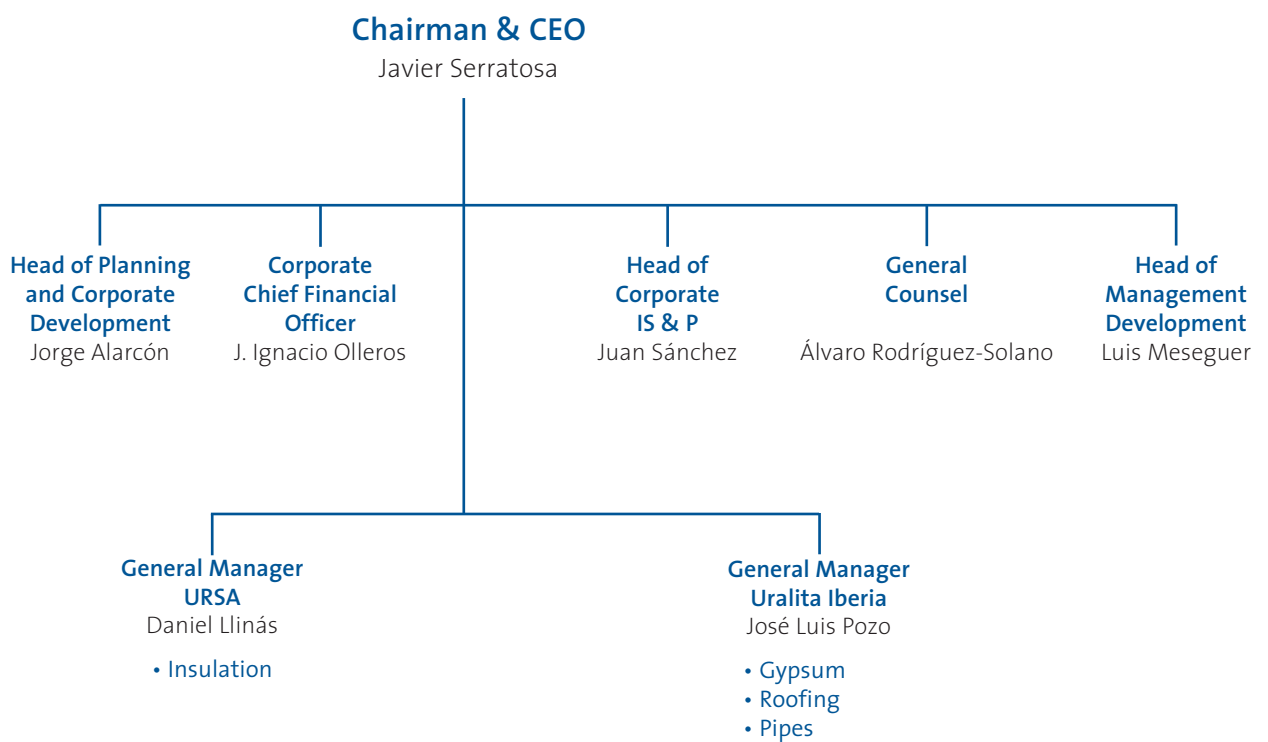 Chairman & CEO
Javier Serratosa
Head of Planning
and Corporate
Development
Jorge Alarcón
Corporate
Chief Financial
Officer
J. Ignacio Olleros
Head of
Corporate
IS & P
Juan Sánchez
General
Counsel
Álvaro Rodríguez-Solano
Head of
Management
Development
Luis Meseguer
General Manager
URSA
Daniel Llinás
• Insulation
General Manager
Uralita Iberia
José Luis Pozo
• Gypsum
• Roofing
• Pipes